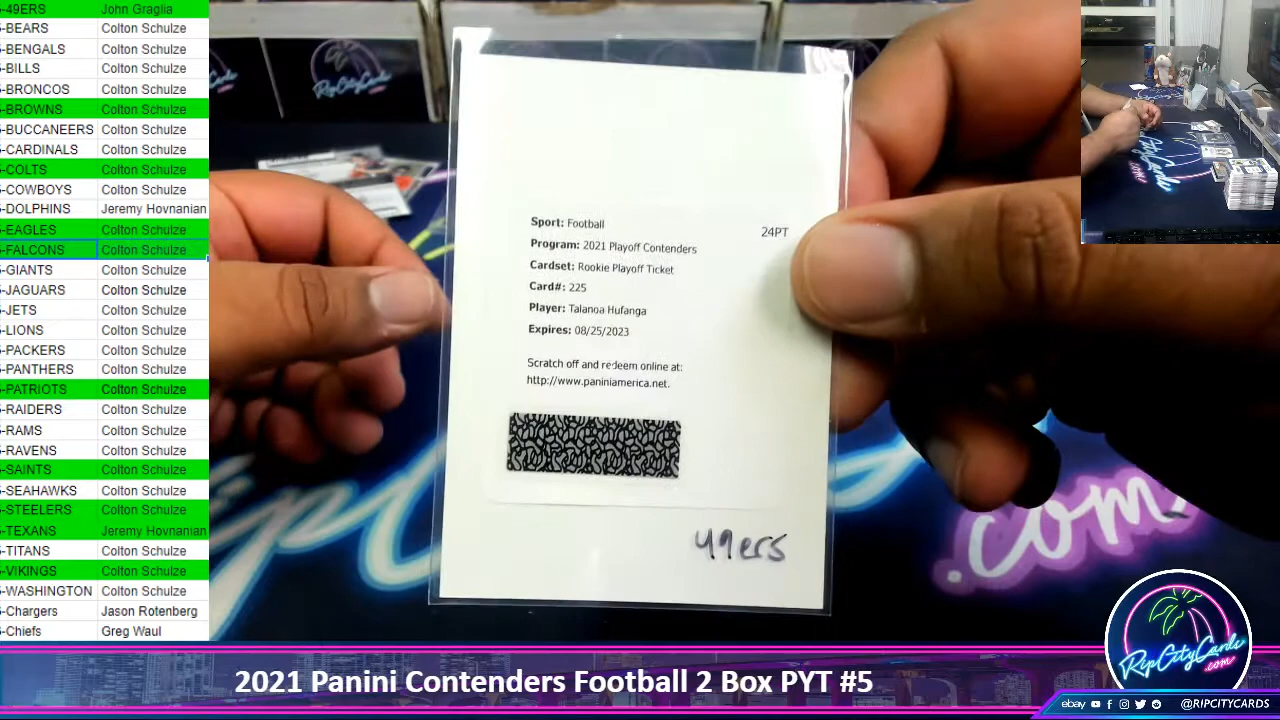 -49ERS John Graglia
-BEARS Colton Schulze
-BENGALS Colton Schulze
-BILLS Colton Schulze
-BRONCOS Colton Schulze
-BROWNS Colton Schulze
-BUCCANEERS Colton Schulze
-CARDINALS Colton Schulze
-COLTS Colton Schulze
-COWBOYS Colton Schulze
-DOLPHINS Jeremy Hovnanian
-EAGLES Colton Schulze
-FALCONS Colton Schulze
-GIANTS Colton Schulze
-JAGUARS Colton Schulze
-JETS Colton Schulze
-LIONS Colton Schulze
-PACKERS Colton Schulze
-PANTHERS Colton Schulze
-PATRIOTS Colton Schulze
-RAIDERS Colton Schulze
-RAMS Colton Schulze
-RAVENS Colton Schulze
-SAINTS Colton Schulze
-SEAHAWKS Colton Schulze
-STEELERS Colton Schulze
-TEXANS Jeremy Hovnanian
-TITANS Colton Schulze
-VIKINGS Colton Schulze
-WASHINGTON Colton Schulze
-Chargers Jason Rotenberg
-Chiefs Greg Waul
RipCityCards
Sport: Football
24PT
Program: 2021 Playoff Contenders
Cardset: Rookie Playoff Ticket
Card#: 225
Player: Talanoa Hufanga
Expires: 08/25/2023
Scratch off and redeem online at:
http://www.paniniamerica.net.
49ers
.com
.com
RipCityCards
.com
2021 Panini Contenders Football 2 Box PYT #5
ebay @RIPCITYCARDS